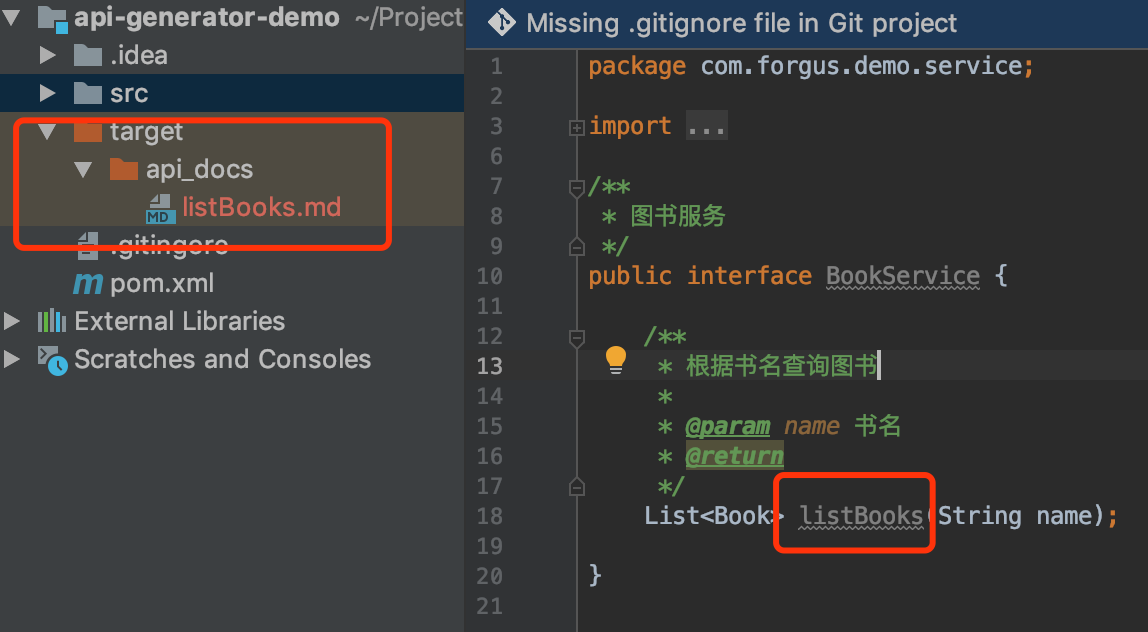 api-generator-demo ~/Project
.idea
src
target
api_docs
MD listBooks.md
.gitingore
m pom.xml
External Libraries
Scratches and Consoles
Missing .gitignore file in Git project
1 package com.forgus.demo.service;
2
3 import ...
6
7 /**
8 * 图书服务
9 */
10 public interface BookService {
11
12 /**
13 * 根据书名查询图书
14 *
15 * @param name 书名
16 * @return
17 */
18 List<Book> listBooks(String name);
19
20 }
21